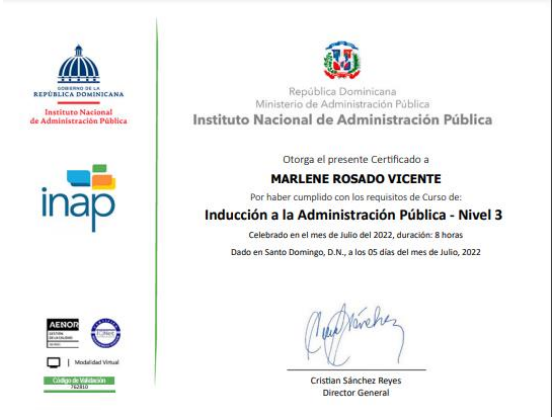 GOBIERNO DE LA
REPÚBLICA DOMINICANA
Instituto Nacional
de Administración Pública
inap
AENOR
Modalidad Virtual
Código de Validación
República Dominicana
Ministerio de Administración Pública
Instituto Nacional de Administración Pública
Otorga el presente Certificado a
MARLENE ROSADO VICENTE
Por haber cumplido con los requisitos de Curso de:
Inducción a la Administración Pública - Nivel 3
Celebrado en el mes de Julio del 2022, duración: 8 horas
Dado en Santo Domingo, D.N., a los 05 días del mes de Julio, 2022
Cristian Sánchez Reyes
Director General